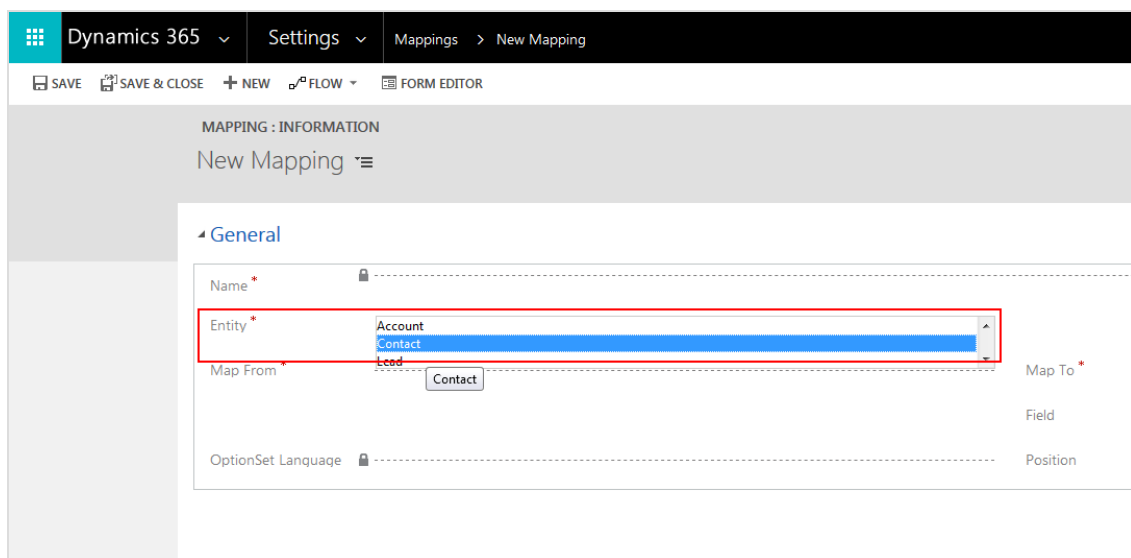 Dynamics 365 Settings Mappings > New Mapping
SAVE SAVE & CLOSE + NEW FLOW FORM EDITOR
MAPPING : INFORMATION
New Mapping
General
Name *
Entity * Account
Contact
Lead
Map From * Contact Map To *
Field
OptionSet Language Position